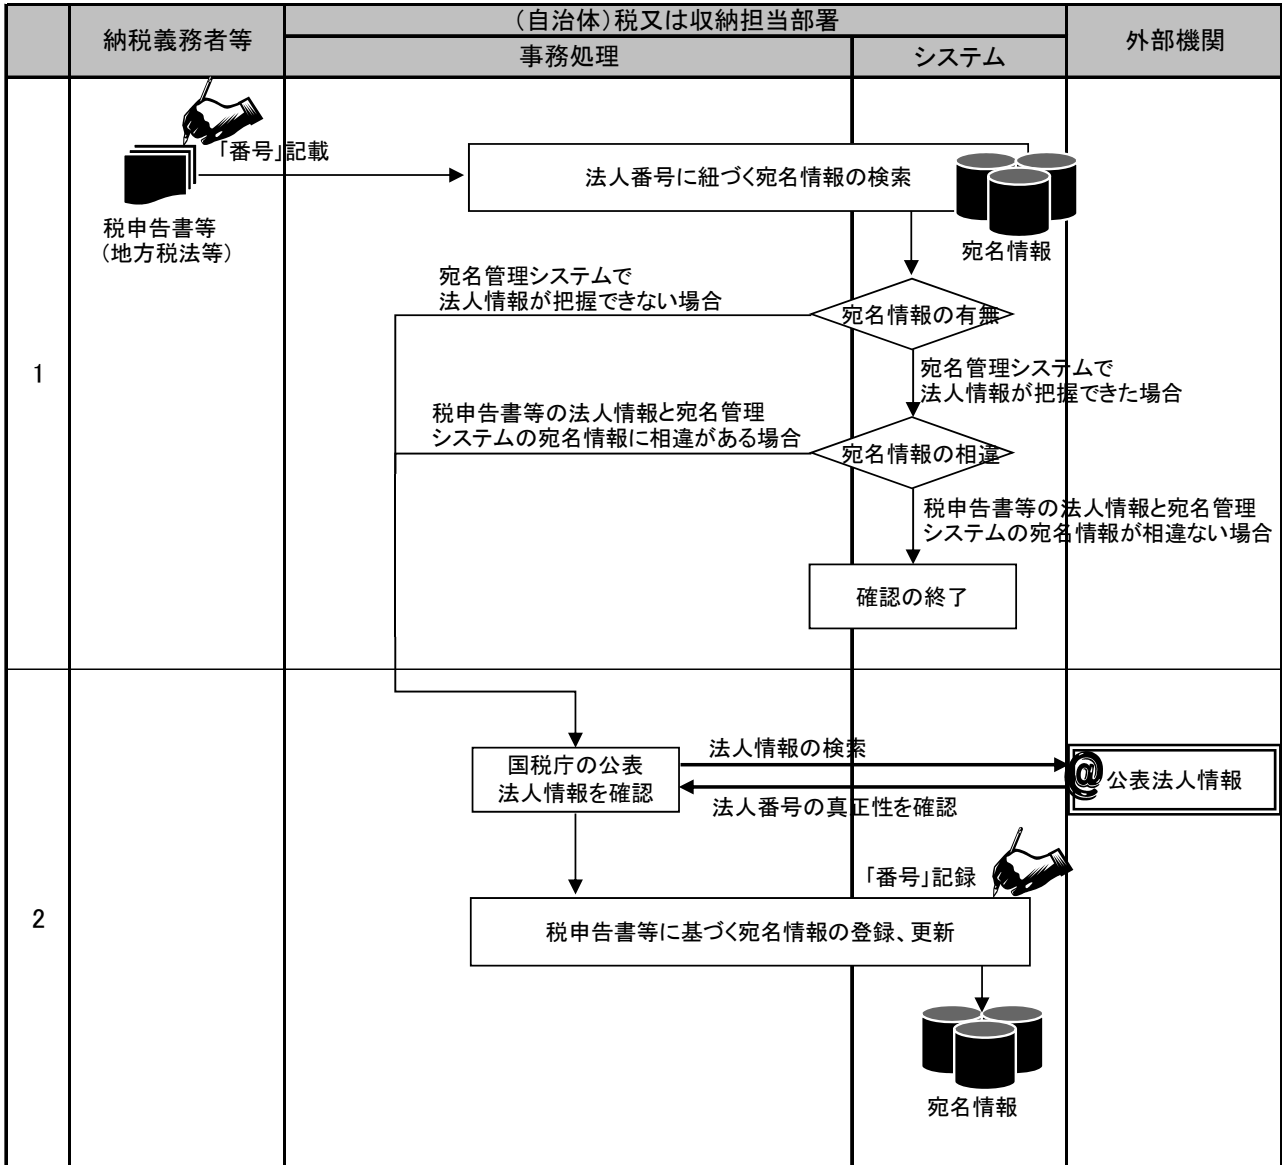 納税義務者等
（自治体）税又は収納担当部署
事務処理
システム
外部機関
1
「番号」記載
税申告書等
（地方税法等）
法人番号に紐づく宛名情報の検索
宛名情報
宛名管理システムで
法人情報が把握できない場合
宛名情報の有無
宛名管理システムで
法人情報が把握できた場合
税申告書等の法人情報と宛名管理
システムの宛名情報に相違がある場合
宛名情報の相違
税申告書等の法人情報と宛名管理
システムの宛名情報が相違ない場合
確認の終了
2
国税庁の公表
法人情報を確認
法人情報の検索
法人番号の真正性を確認
@
公表法人情報
「番号」記録
税申告書等に基づく宛名情報の登録、更新
宛名情報